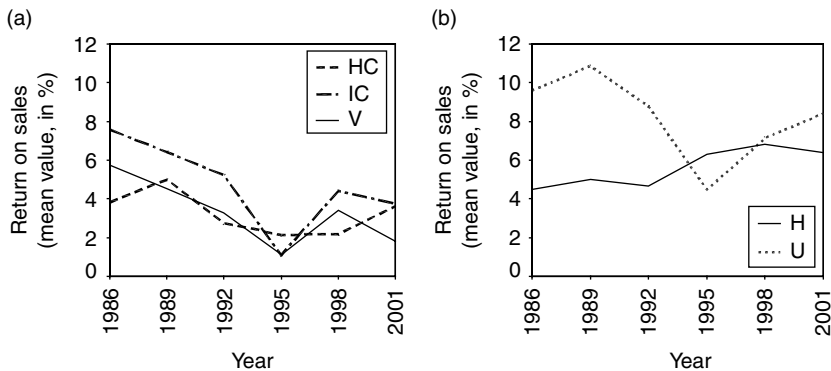 (a)
Return on sales
(mean value, in %)
12
10
8
6
4
2
0
HC
IC
V
1986
1989
1992
1995
1998
2001
Year
(b)
Return on sales
(mean value, in %)
12
10
8
6
4
2
0
H
U
1986
1989
1992
1995
1998
2001
Year